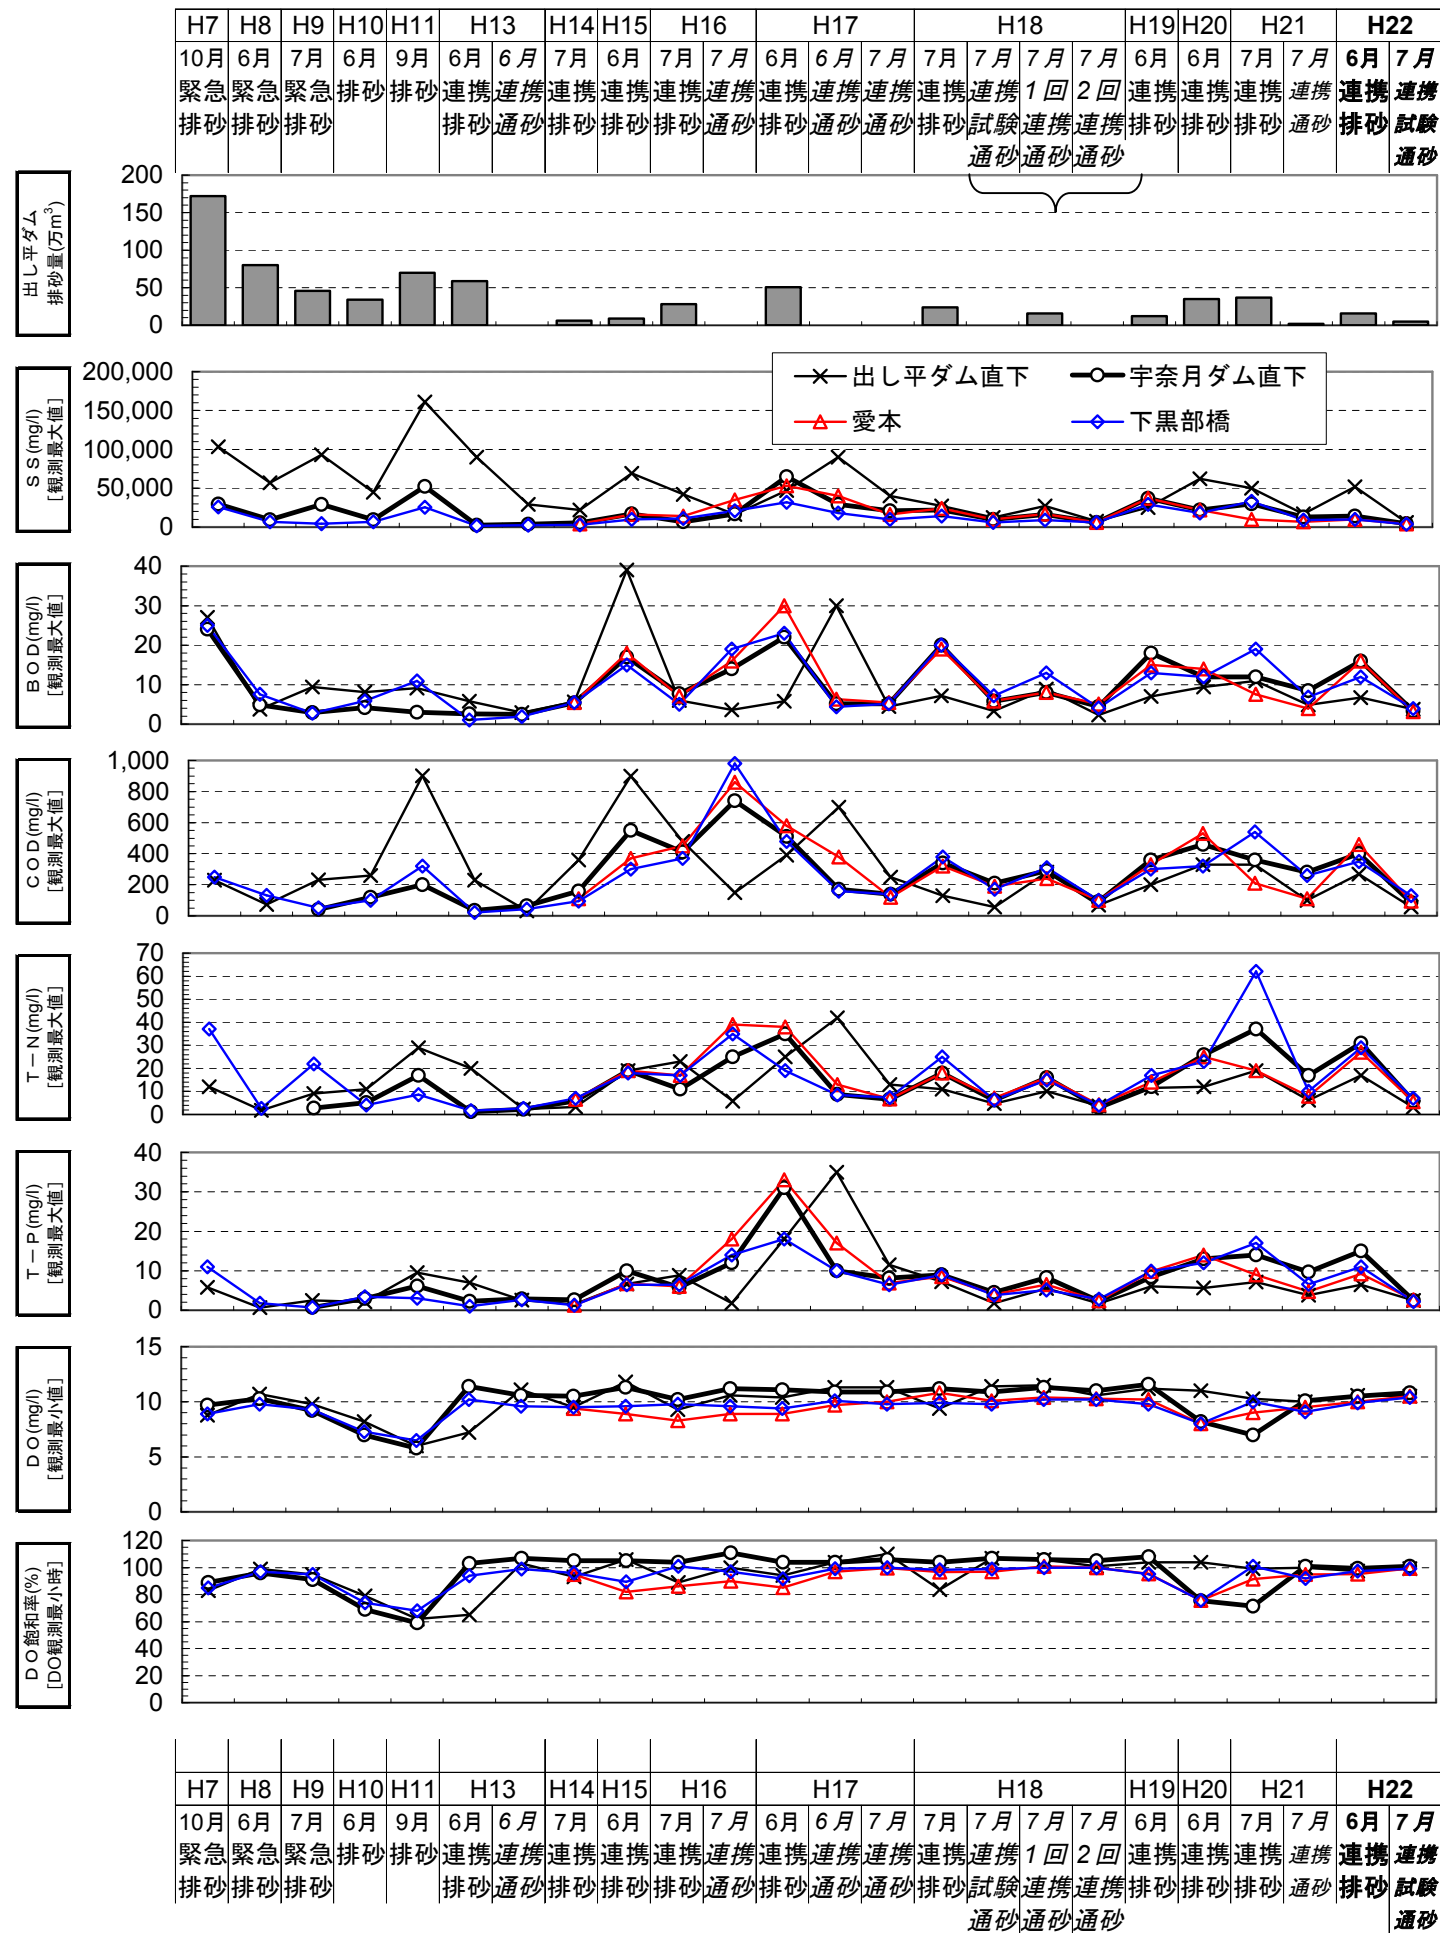 H7 H8 H9 H10 H11 H13 H14 H15 H16 H17 H18 H19 H20 H21 H22
10月 6月 7月 6月 9月 6月 6月 7月 6月 7月 7月 6月 6月 7月 7月 7月 7月 7月 6月 6月 7月 7月 6月 7月
緊急 緊急 緊急 排砂 排砂 連携 連携 連携 連携 連携 連携 連携 連携 連携 連携 連携 1回 2回 連携 連携 連携 連携 連携 連携
排砂 排砂 排砂 排砂 通砂 排砂 排砂 排砂 通砂 排砂 通砂 通砂 排砂 試験 連携 連携 排砂 排砂 排砂 通砂 排砂 試験
通砂 通砂 通砂 通砂
出し平ダム
排砂量(万m³)
200
150
100
50
0
SS(mg/l)
[観測最大値]
200,000
150,000
100,000
50,000
0
出し平ダム直下 宇奈月ダム直下
愛本 下黒部橋
BOD(mg/l)
[観測最大値]
40
30
20
10
0
COD(mg/l)
[観測最大値]
1,000
800
600
400
200
0
T－N(mg/l)
[観測最大値]
70
60
50
40
30
20
10
0
T－P(mg/l)
[観測最大値]
40
30
20
10
0
DO(mg/l)
[観測最小値]
15
10
5
0
DO飽和率(%)
[DO観測最小時]
120
100
80
60
40
20
0
H7 H8 H9 H10 H11 H13 H14 H15 H16 H17 H18 H19 H20 H21 H22
10月 6月 7月 6月 9月 6月 6月 7月 6月 7月 7月 6月 6月 7月 7月 7月 7月 7月 6月 6月 7月 7月 6月 7月
緊急 緊急 緊急 排砂 排砂 連携 連携 連携 連携 連携 連携 連携 連携 連携 連携 連携 1回 2回 連携 連携 連携 連携 連携 連携
排砂 排砂 排砂 排砂 通砂 排砂 排砂 排砂 通砂 排砂 通砂 通砂 排砂 試験 連携 連携 排砂 排砂 排砂 通砂 排砂 試験
通砂 通砂 通砂 通砂